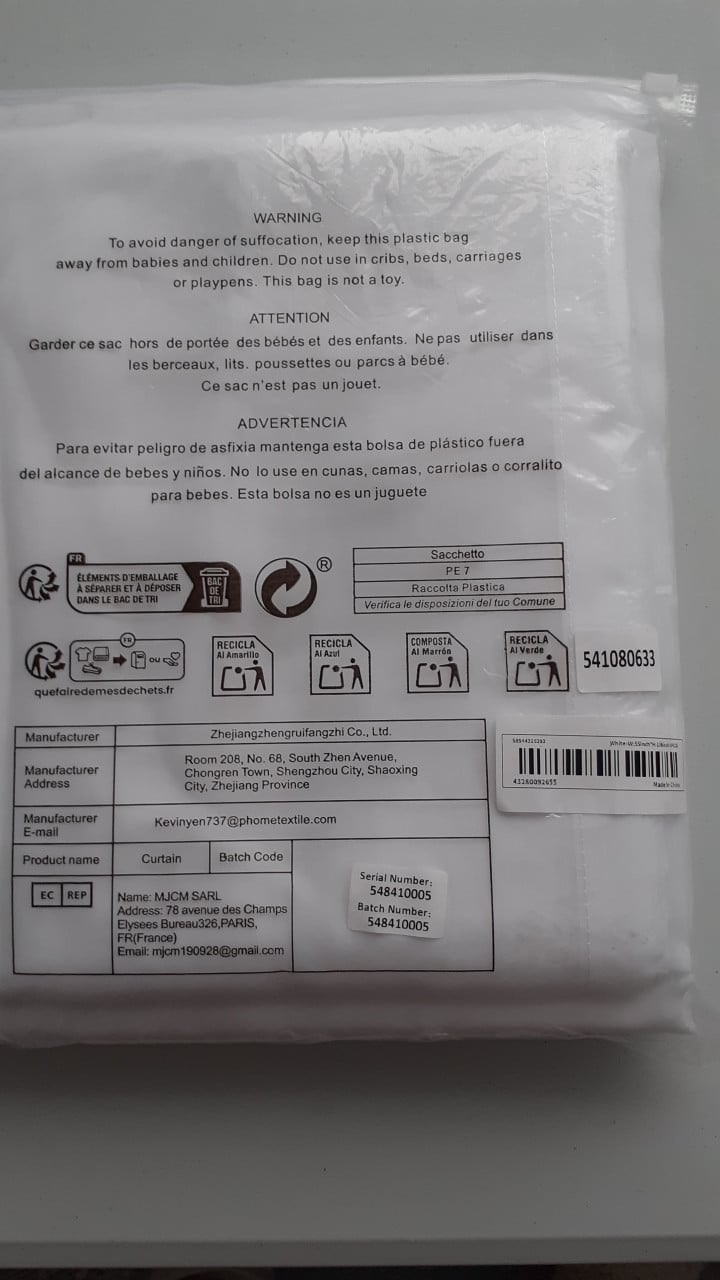 WARNING
To avoid danger of suffocation, keep this plastic bag
away from babies and children. Do not use in cribs, beds, carriages
or playpens. This bag is not a toy.
ATTENTION
Garder ce sac hors de portée des bébés et des enfants. Ne pas utiliser dans
les berceaux, lits. poussettes ou parcs à bébé.
Ce sac n'est pas un jouet.
ADVERTENCIA
Para evitar peligro de asfixia mantenga esta bolsa de plástico fuera
del alcance de bebes y niños. No lo use en cunas, camas, carriolas o corralito
para bebes. Esta bolsa no es un juguete
FR
ÉLÉMENTS D'EMBALLAGE
À SÉPARER ET À DÉPOSER
DANS LE BAC DE TRI
BAC
DE
TRI
®
Sacchetto
PE 7
Raccolta Plastica
Verifica le disposizioni del tuo Comune
FR
OU
quefairedemesdechets.fr
RECICLA
Al Amarillo
RECICLA
Al Azul
COMPOSTA
Al Marrón
RECICLA
Al Verde
541080633
Manufacturer
Zhejiangzhengruifangzhi Co., Ltd.
Manufacturer
Address
Room 208, No. 68, South Zhen Avenue,
Chongren Town, Shengzhou City, Shaoxing
City, Zhejiang Province
Manufacturer
E-mail
Kevinyen737@phometextile.com
Product name
Curtain
Batch Code
EC REP
Name: MJCM SARL
Address: 78 avenue des Champs
Elysees Bureau326,PARIS,
FR(France)
Email: mjcm190928@gmail.com
Serial Number:
548410005
Batch Number:
548410005
43280092655
Made In China